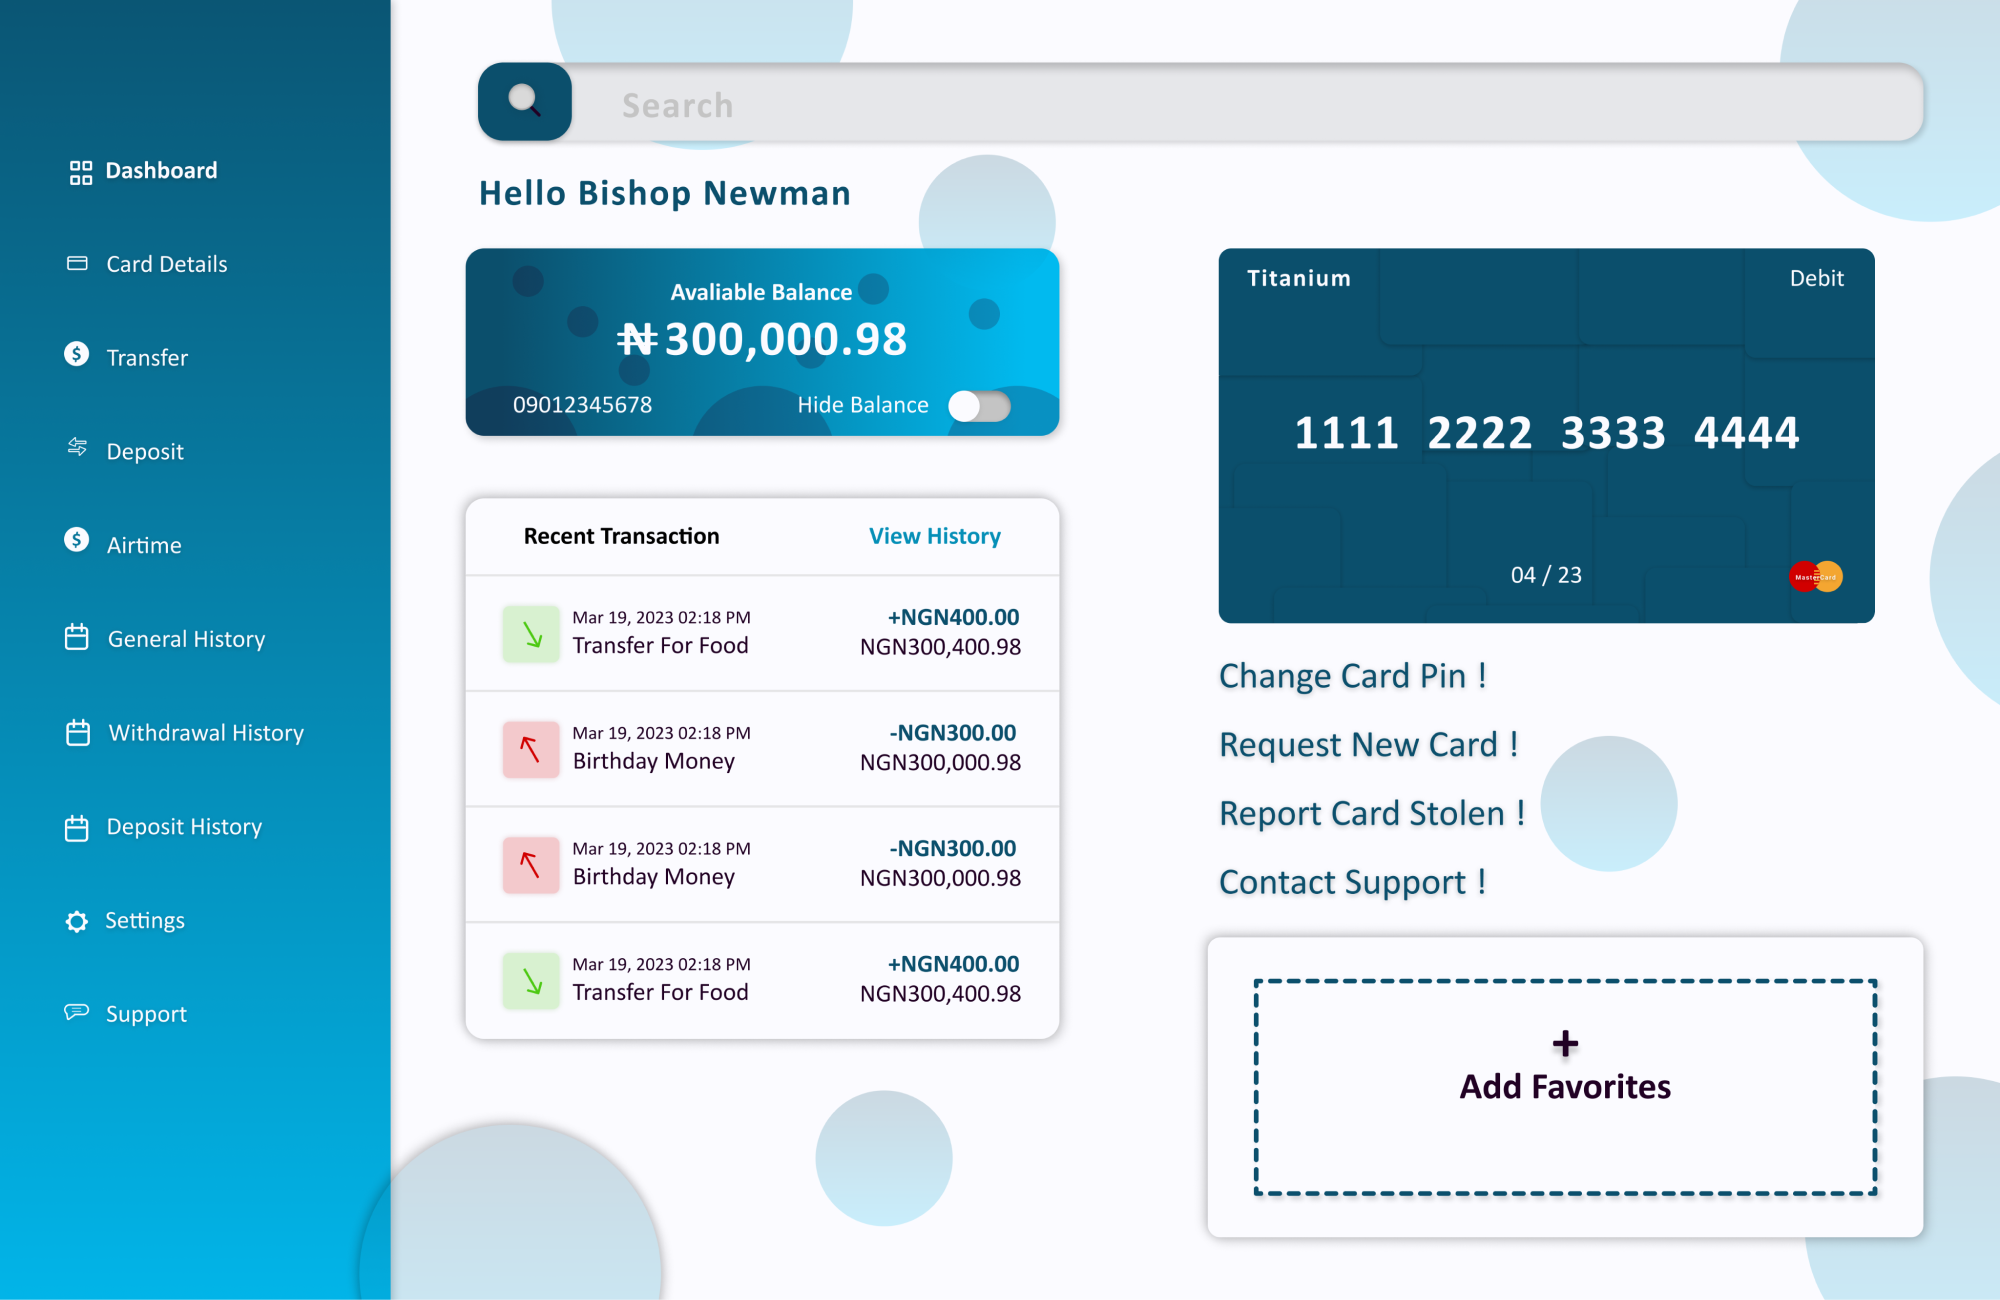 Search
Hello Bishop Newman
Dashboard
Card Details
Transfer
Deposit
Airtime
General History
Withdrawal History
Deposit History
Settings
Support
Avaliable Balance
₦300,000.98
09012345678
Hide Balance
Recent Transaction
View History
Mar 19, 2023 02:18 PM
+NGN400.00
Transfer For Food
NGN300,400.98
Mar 19, 2023 02:18 PM
-NGN300.00
Birthday Money
NGN300,000.98
Mar 19, 2023 02:18 PM
-NGN300.00
Birthday Money
NGN300,000.98
Mar 19, 2023 02:18 PM
+NGN400.00
Transfer For Food
NGN300,400.98
Titanium
Debit
1111 2222 3333 4444
04 / 23
MasterCard
Change Card Pin !
Request New Card !
Report Card Stolen !
Contact Support !
+
Add Favorites